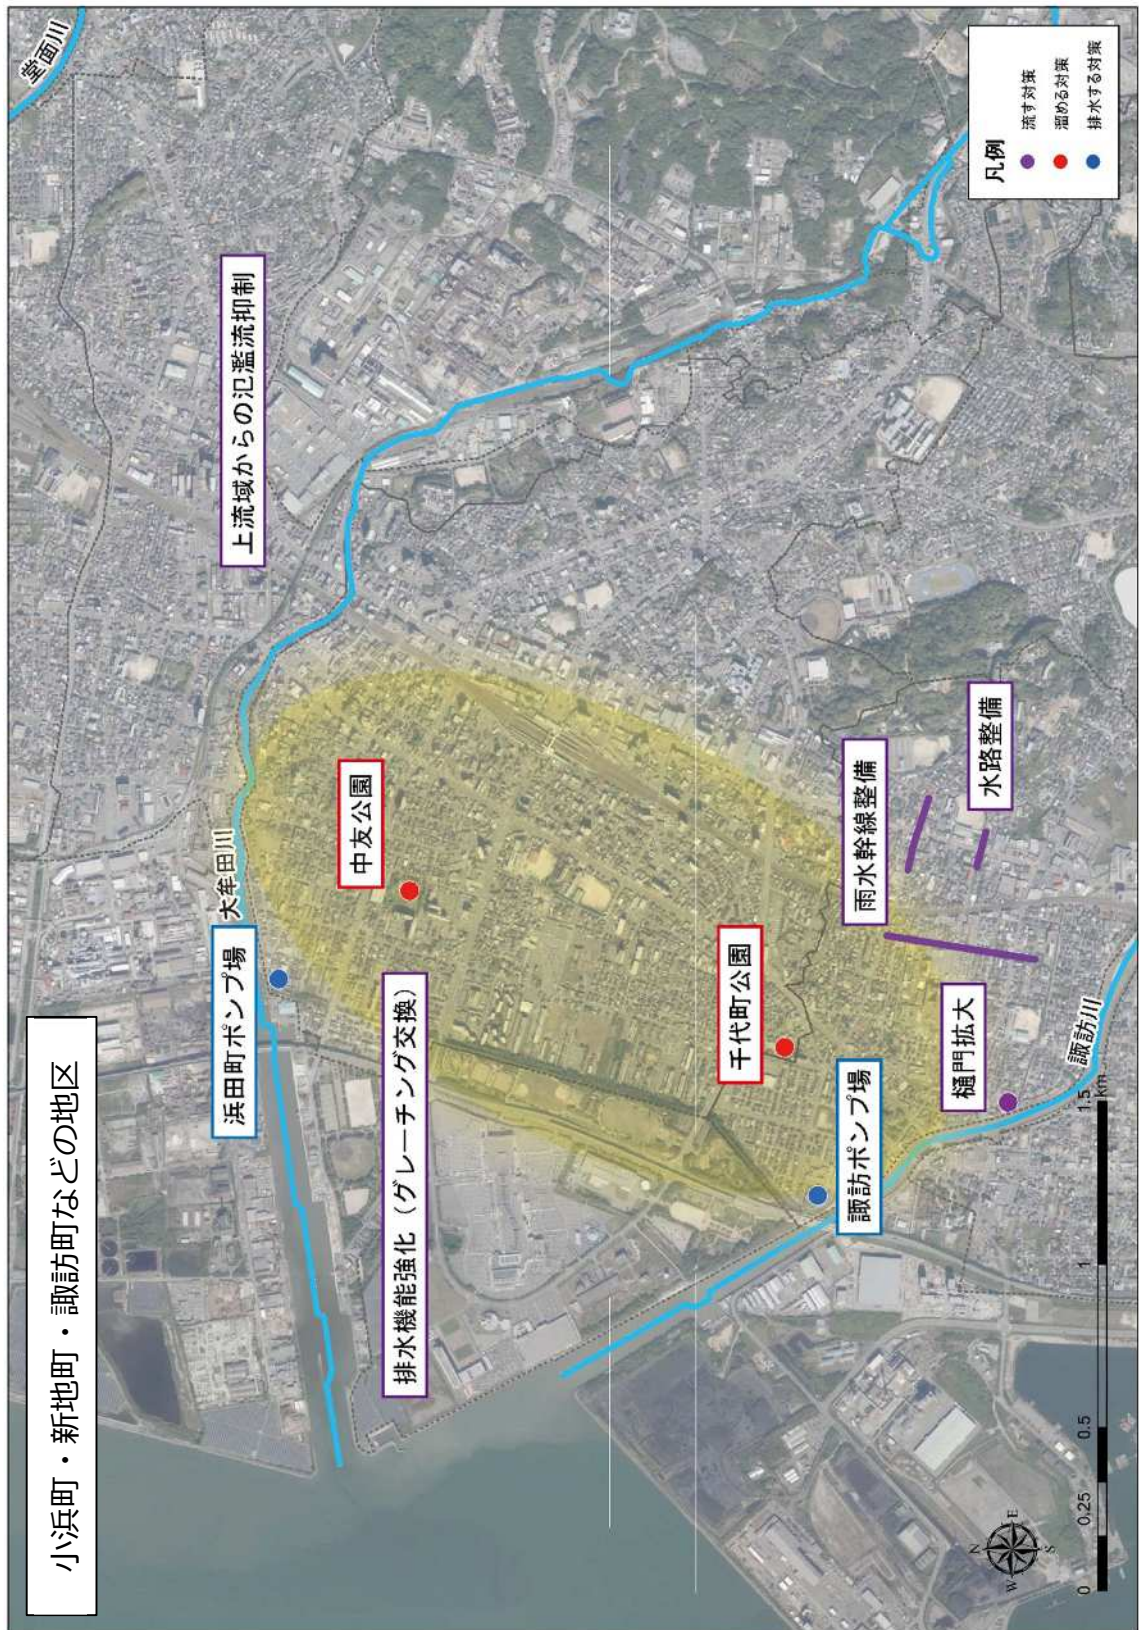 小浜町・新地町・諏訪町などの地区
堂面川
上流域からの氾濫流抑制
大牟田川
浜田町ポンプ場
中友公園
排水機能強化（グレーチング交換）
千代町公園
雨水幹線整備
水路整備
樋門拡大
諏訪ポンプ場
諏訪川
凡例
流す対策
溜める対策
排水する対策
N
E
S
W
0
0.25
0.5
1
1.5
km